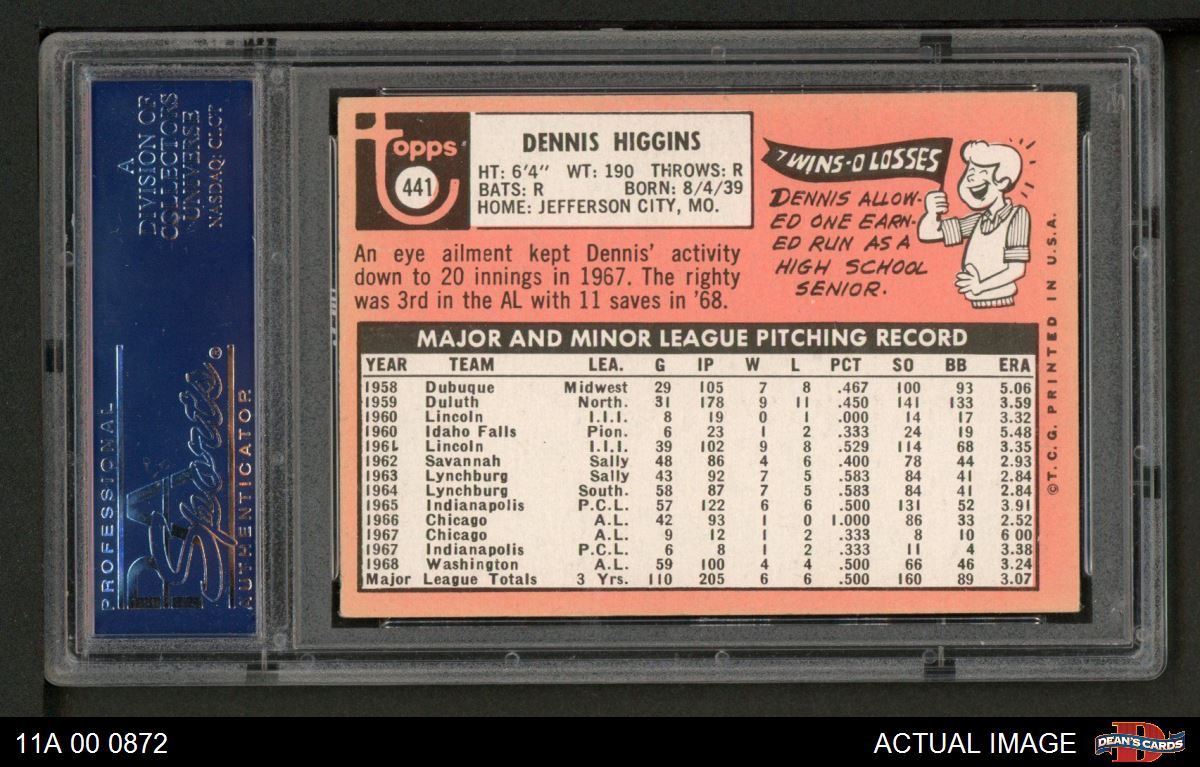 A
DIVISION OF
COLLECTORS
UNIVERSE
NASDAQ: CLCT
PROFESSIONAL
PSA
Sports®
AUTHENTICATOR
Topps
441
DENNIS HIGGINS
HT: 6'4" WT: 190 THROWS: R
BATS: R BORN: 8/4/39
HOME: JEFFERSON CITY, MO.
An eye ailment kept Dennis' activity
down to 20 innings in 1967. The righty
was 3rd in the AL with 11 saves in '68.
7 WINS-0 LOSSES
DENNIS ALLOW-
ED ONE EARN-
ED RUN AS A
HIGH SCHOOL
SENIOR.
MAJOR AND MINOR LEAGUE PITCHING RECORD
YEAR TEAM LEA. G IP W L PCT SO BB ERA
1958 Dubuque Midwest 29 105 7 8 .467 100 93 5.06
1959 Duluth North. 31 178 9 11 .450 141 133 3.59
1960 Lincoln I.I.I. 8 19 0 1 .000 14 17 3.32
1960 Idaho Falls Pion. 6 23 1 2 .333 24 19 5.48
1961 Lincoln I.I.I. 39 102 9 8 .529 114 68 3.35
1962 Savannah Sally 48 86 4 6 .400 78 44 2.93
1963 Lynchburg Sally 43 92 7 5 .583 84 41 2.84
1964 Lynchburg South. 58 87 7 5 .583 84 41 2.84
1965 Indianapolis P.C.L. 57 122 6 6 .500 131 52 3.91
1966 Chicago A.L. 42 93 1 0 1.000 86 33 2.52
1967 Chicago A.L. 9 12 1 2 .333 8 10 6 00
1967 Indianapolis P.C.L. 6 8 1 2 .333 11 4 3.38
1968 Washington A.L. 59 100 4 4 .500 66 46 3.24
Major League Totals 3 Yrs. 110 205 6 6 .500 160 89 3.07
©T. C. G. PRINTED IN U.S.A.
11A 00 0872
ACTUAL IMAGE
D
DEAN'S CARDS